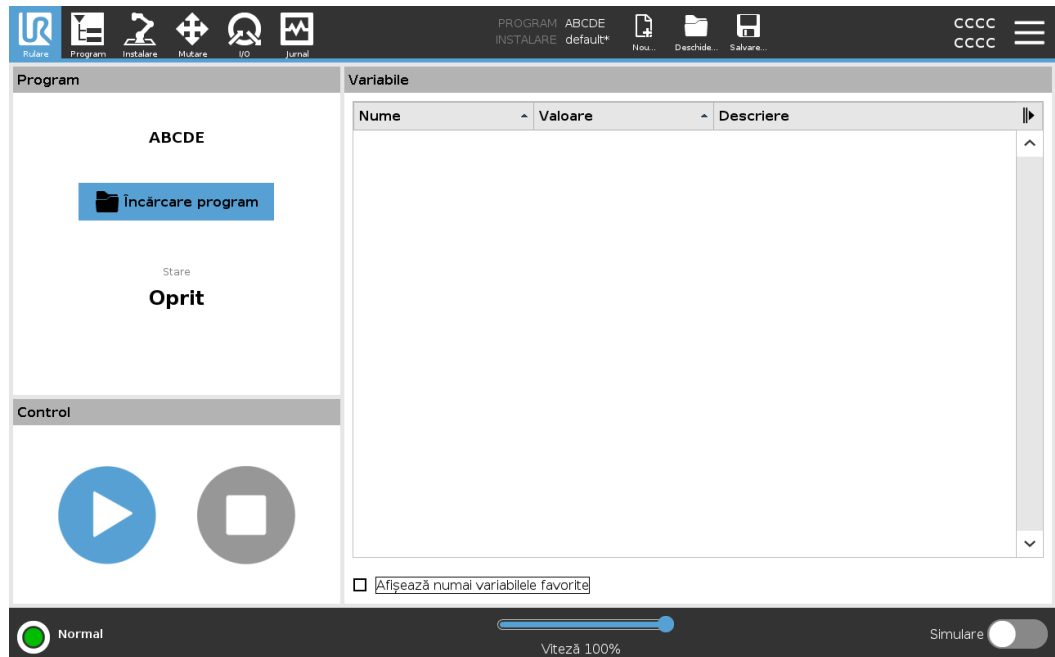 Rulare
Program
Instalare
Mutare
I/O
Jurnal
PROGRAM ABCDE
INSTALARE default*
Nou...
Deschide...
Salvare...
CCCC
CCCC
Program
ABCDE
Încărcare program
Stare
Oprit
Control
Variabile
Nume
Valoare
Descriere
Afișează numai variabilele favorite
Normal
Viteză 100%
Simulare